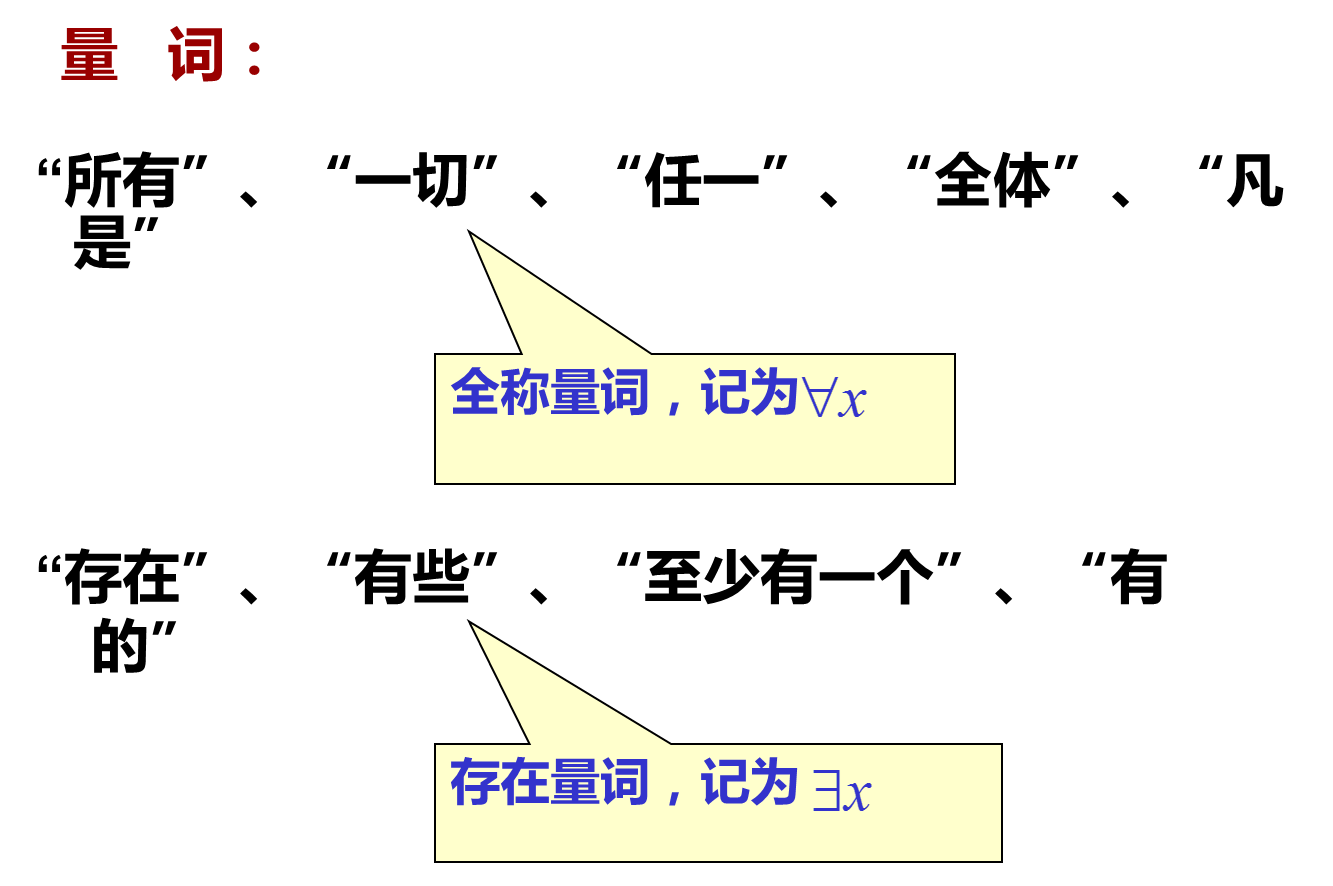 量 词：
“所有”、“一切”、“任一”、“全体”、“凡
是”
全称量词，记为∀x
“存在”、“有些”、“至少有一个”、“有
的”
存在量词，记为 ∃x